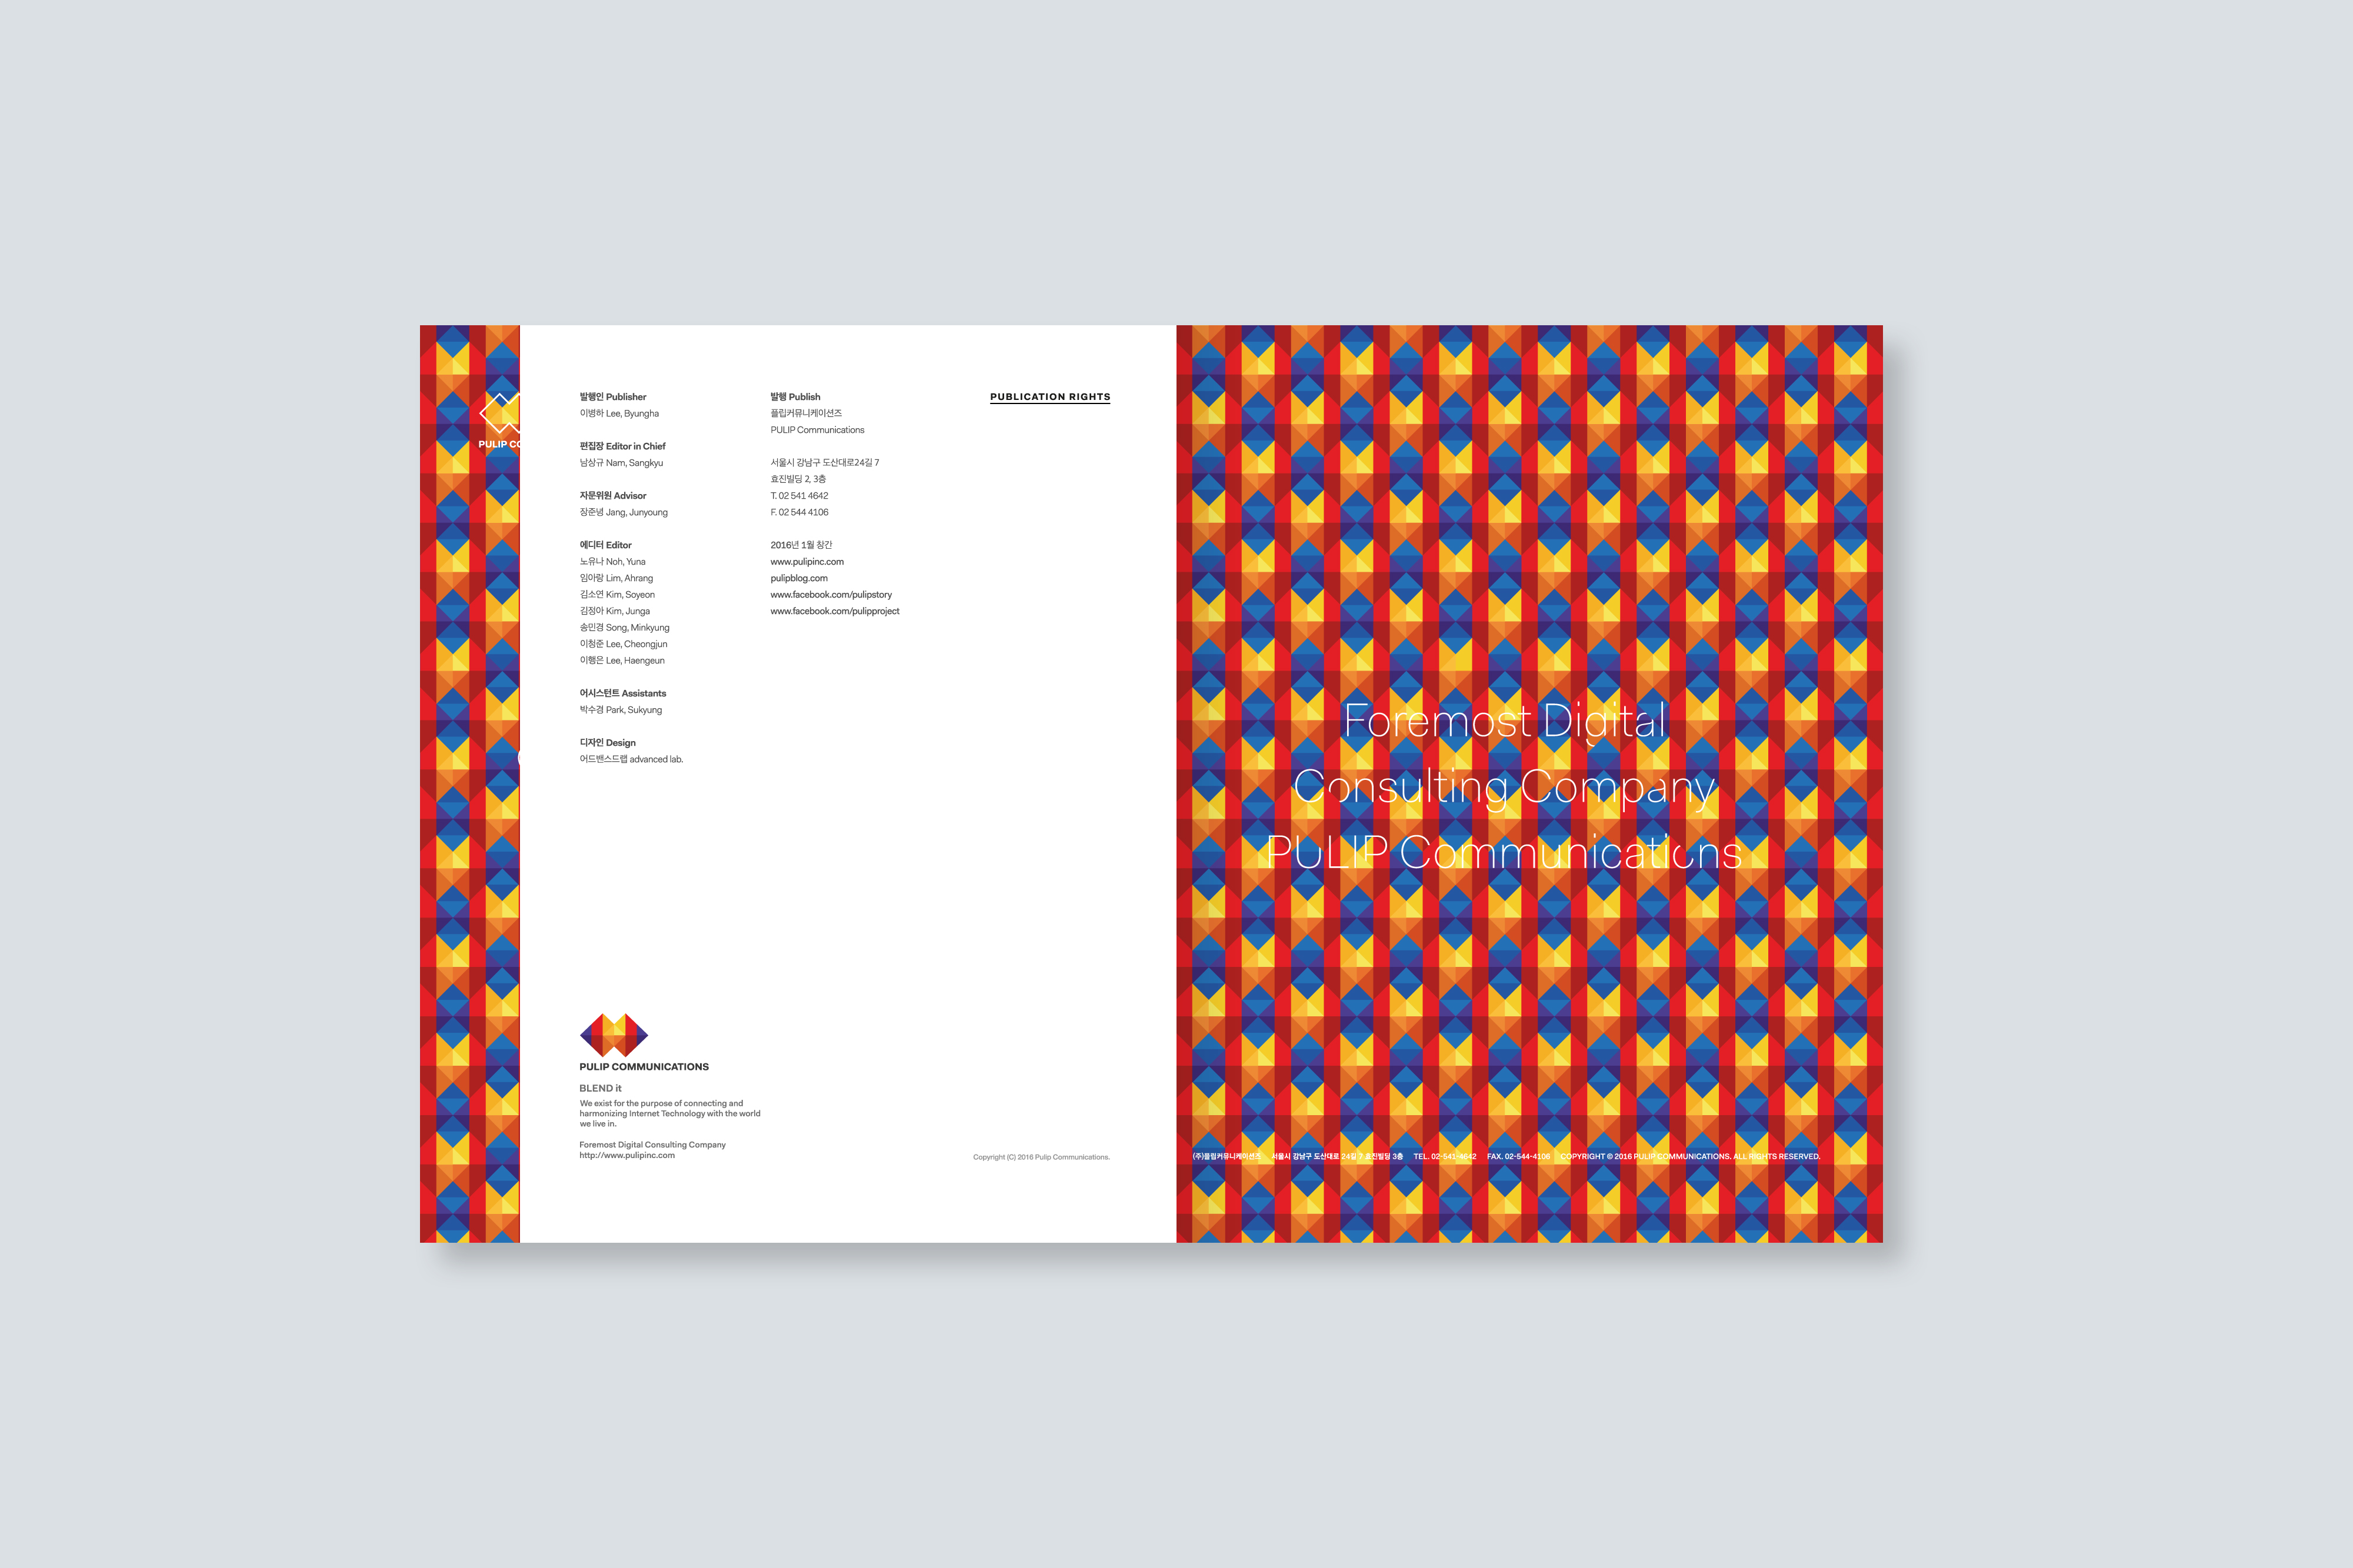 PULIP CO
발행인 Publisher
이병하 Lee, Byungha
편집장 Editor in Chief
남상규 Nam, Sangkyu
자문위원 Advisor
장준녕 Jang, Junyoung
에디터 Editor
노유나 Noh, Yuna
임아랑 Lim, Ahrang
김소연 Kim, Soyeon
김정아 Kim, Junga
송민경 Song, Minkyung
이청준 Lee, Cheongjun
이행은 Lee, Haengeun
어시스턴트 Assistants
박수경 Park, Sukyung
디자인 Design
어드밴스드랩 advanced lab.
발행 Publish
플립커뮤니케이션즈
PULIP Communications
서울시 강남구 도산대로24길 7
효진빌딩 2, 3층
T. 02 541 4642
F. 02 544 4106
2016년 1월 창간
www.pulipinc.com
pulipblog.com
www.facebook.com/pulipstory
www.facebook.com/pulipproject
PUBLICATION RIGHTS
PULIP COMMUNICATIONS
BLEND it
We exist for the purpose of connecting and
harmonizing Internet Technology with the world
we live in.
Foremost Digital Consulting Company
http://www.pulipinc.com
Copyright (C) 2016 Pulip Communications.
Foremost Digital
Consulting Company
PULIP Communications
(주)플립커뮤니케이션즈 서울시 강남구 도산대로 24길 7 효진빌딩 3층 TEL. 02-541-4642 FAX. 02-544-4106 COPYRIGHT © 2016 PULIP COMMUNICATIONS. ALL RIGHTS RESERVED.